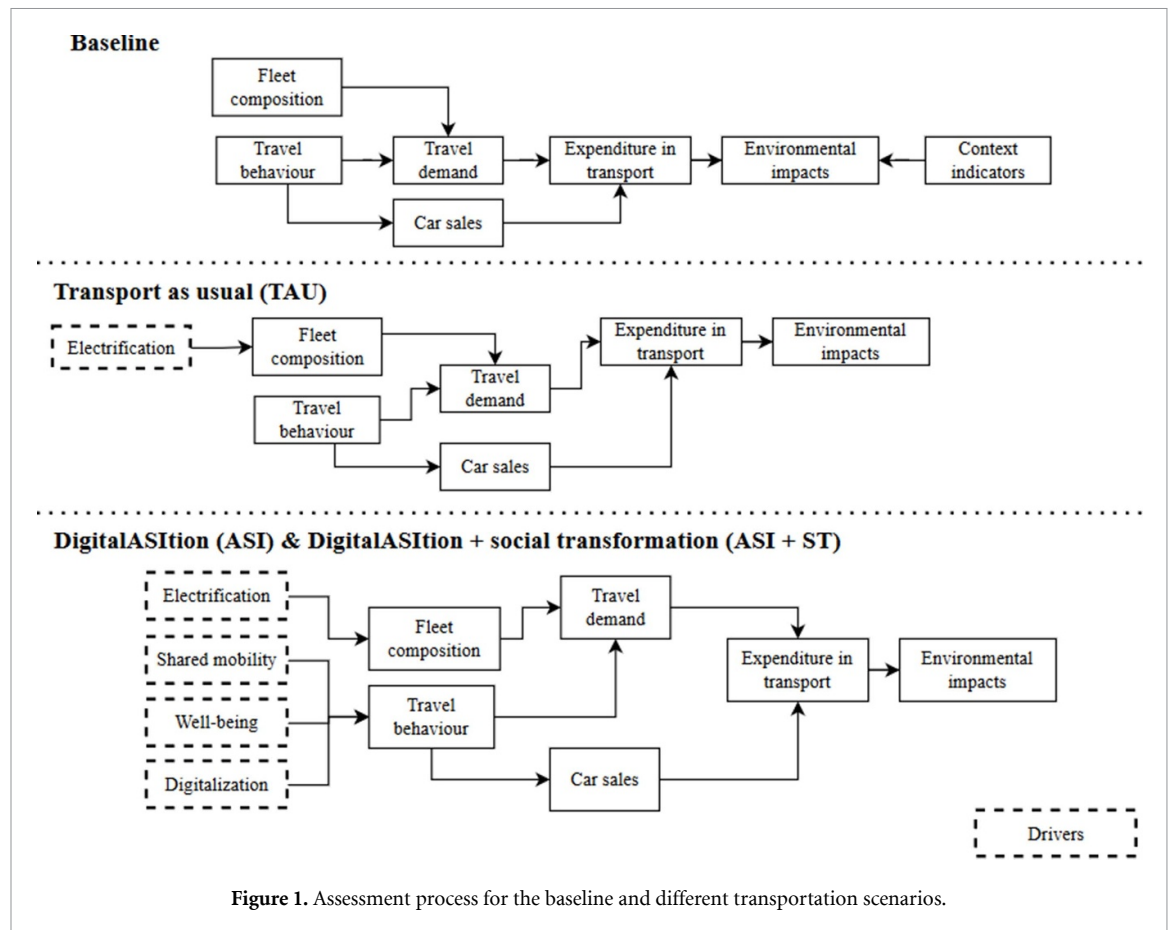 Baseline
Fleet
composition
Travel
behaviour
Travel
demand
Expenditure in
transport
Environmental
impacts
Context
indicators
Car sales
Transport as usual (TAU)
Electrification
Fleet
composition
Travel
behaviour
Travel
demand
Car sales
Expenditure in
transport
Environmental
impacts
DigitalASItion (ASI) & DigitalASItion + social transformation (ASI + ST)
Electrification
Shared mobility
Well-being
Digitalization
Fleet
composition
Travel
behaviour
Travel
demand
Car sales
Expenditure in
transport
Environmental
impacts
Drivers
Figure 1. Assessment process for the baseline and different transportation scenarios.